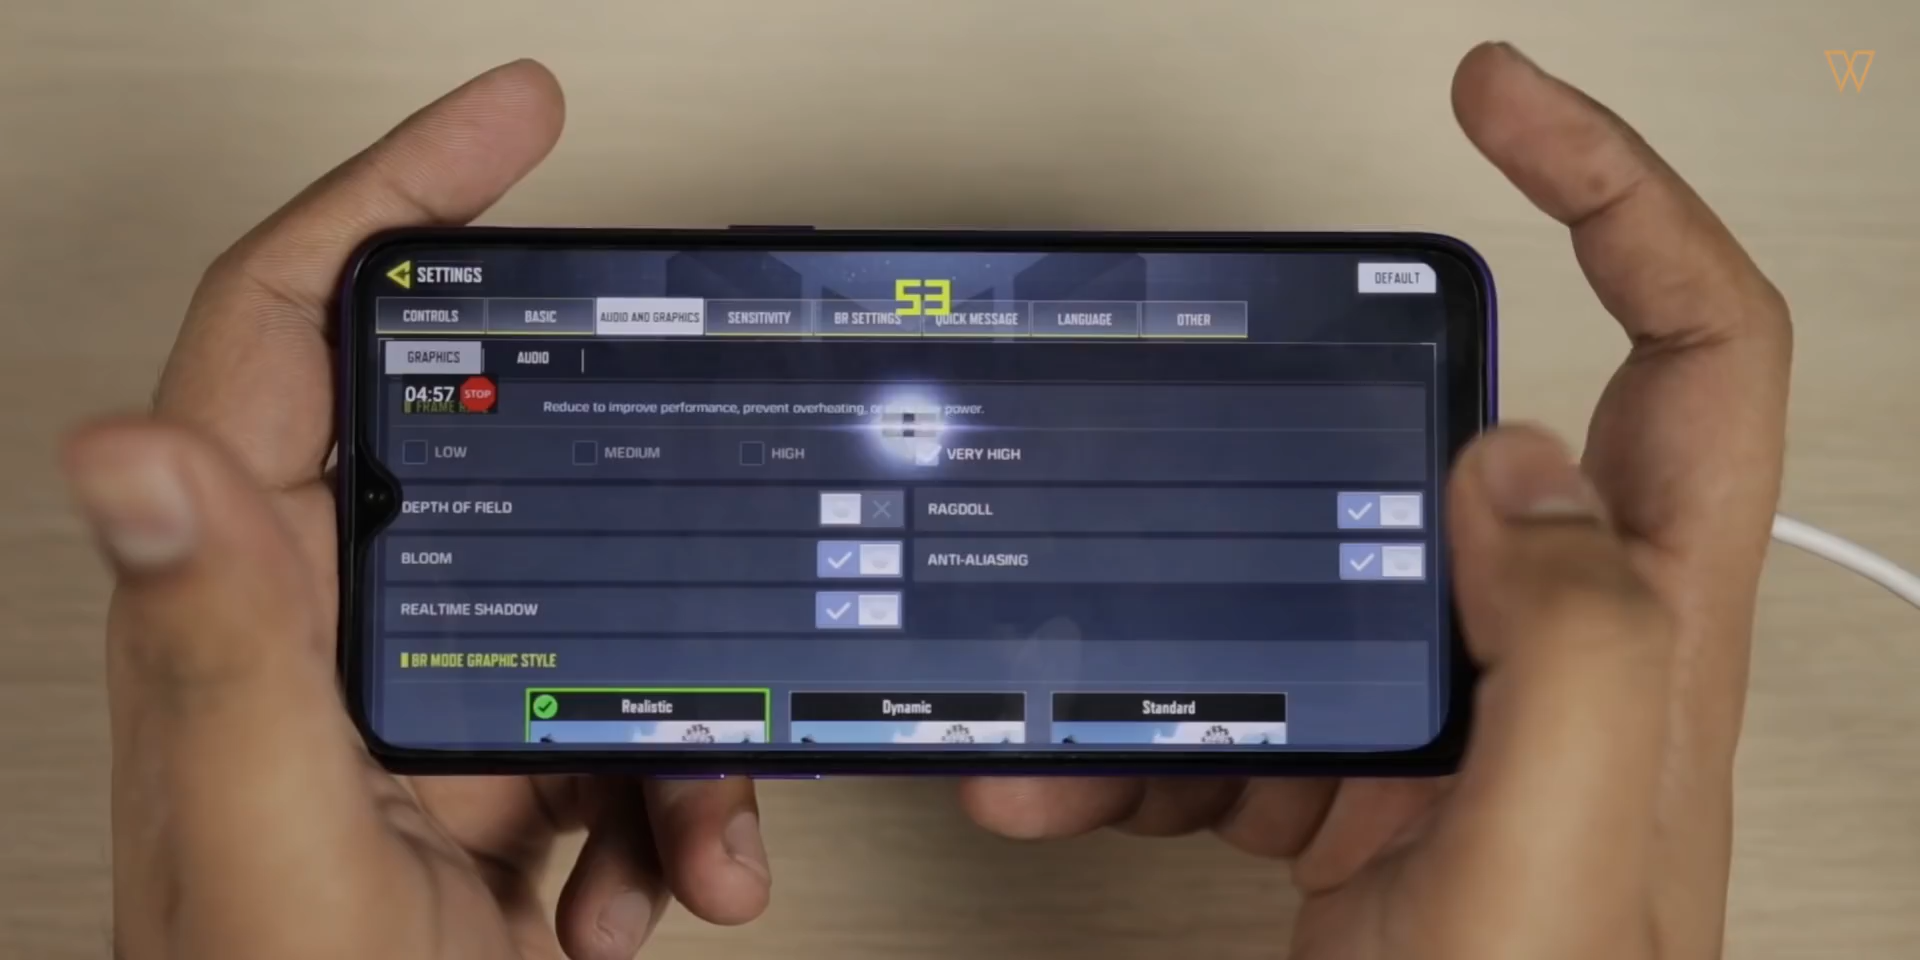 W
SETTINGS
DEFAULT
53
CONTROLS BASIC AUDIO AND GRAPHICS SENSITIVITY BR SETTINGS QUICK MESSAGE LANGUAGE OTHER
GRAPHICS AUDIO
04:57 STOP
FRAME
Reduce to improve performance, prevent overheating, power.
LOW MEDIUM HIGH VERY HIGH
DEPTH OF FIELD RAGDOLL
BLOOM ANTI-ALIASING
REALTIME SHADOW
BR MODE GRAPHIC STYLE
Realistic Dynamic Standard